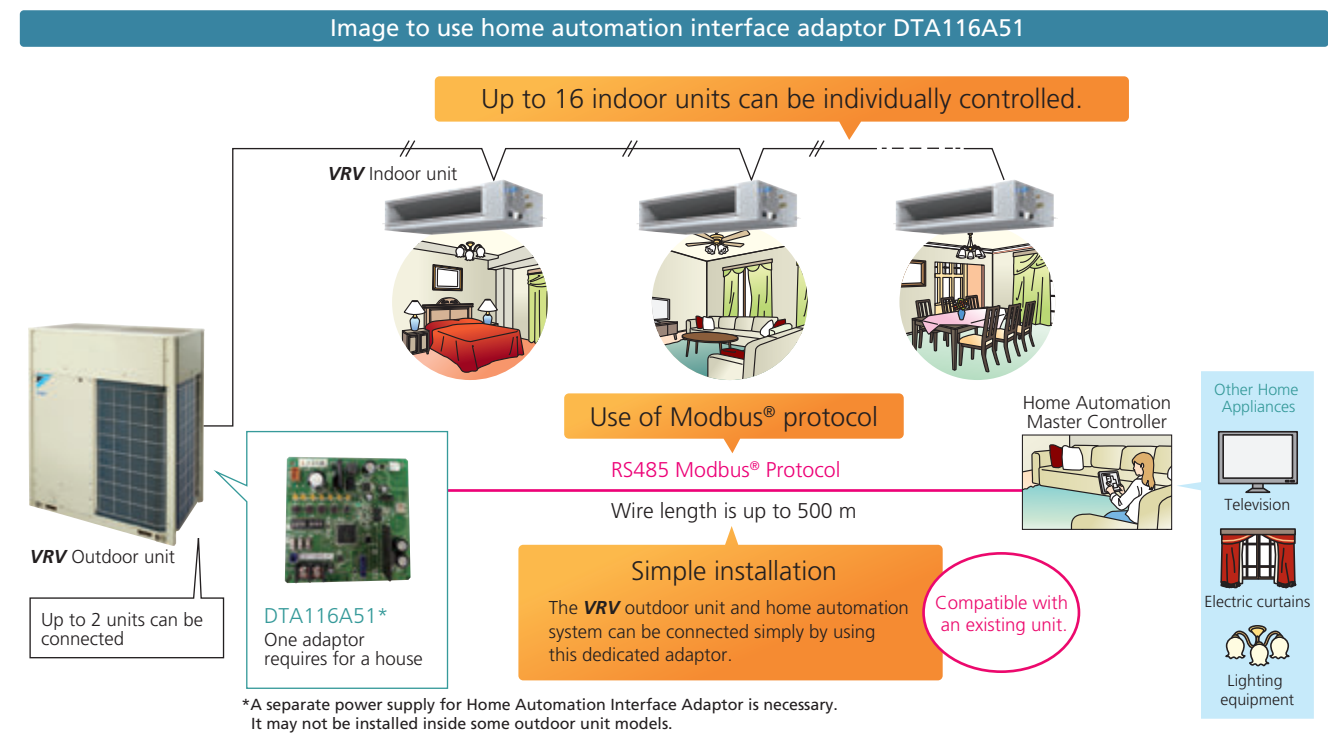 Image to use home automation interface adaptor DTA116A51
Up to 16 indoor units can be individually controlled.
VRV Indoor unit
VRV Outdoor unit
Up to 2 units can be
connected
DTA116A51*
One adaptor
requires for a house
Use of Modbus® protocol
RS485 Modbus® Protocol
Wire length is up to 500 m
Simple installation
The VRV outdoor unit and home automation
system can be connected simply by using
this dedicated adaptor.
Compatible with
an existing unit.
Home Automation
Master Controller
Other Home
Appliances
Television
Electric curtains
Lighting
equipment
*A separate power supply for Home Automation Interface Adaptor is necessary.
It may not be installed inside some outdoor unit models.